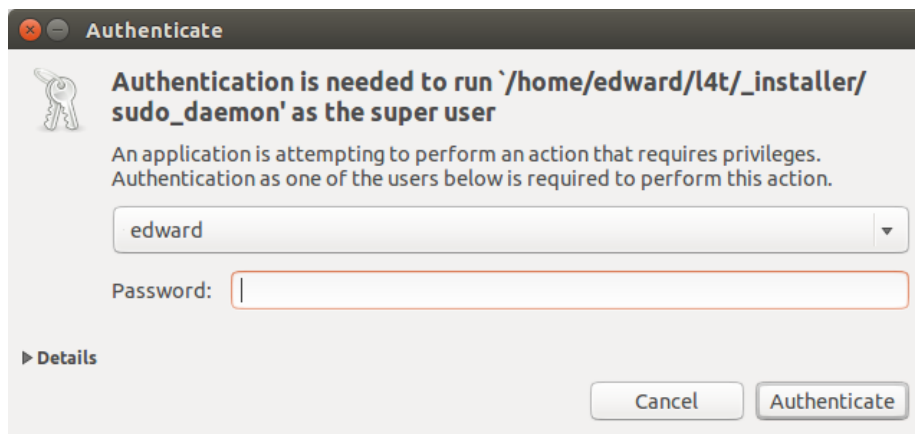 Authenticate
Authentication is needed to run `/home/edward/l4t/_installer/
sudo_daemon' as the super user
An application is attempting to perform an action that requires privileges.
Authentication as one of the users below is required to perform this action.
edward
Password:
Details
Cancel
Authenticate